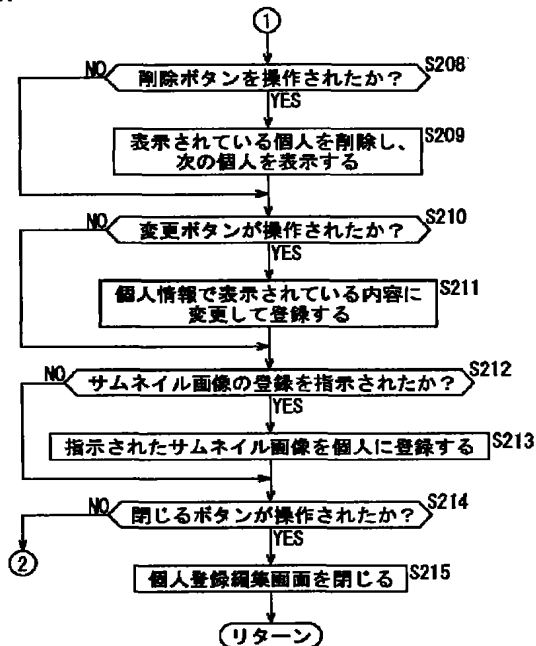 ①
S208
NO
削除ボタンを操作されたか？
YES
S209
表示されている個人を削除し、
次の個人を表示する
S210
NO
変更ボタンが操作されたか？
YES
S211
個人情報で表示されている内容に
変更して登録する
S212
NO
サムネイル画像の登録を指示されたか？
YES
指示されたサムネイル画像を個人に登録する
S213
S214
NO
閉じるボタンが操作されたか？
YES
②
個人登録編集画面を閉じる
S215
リターン